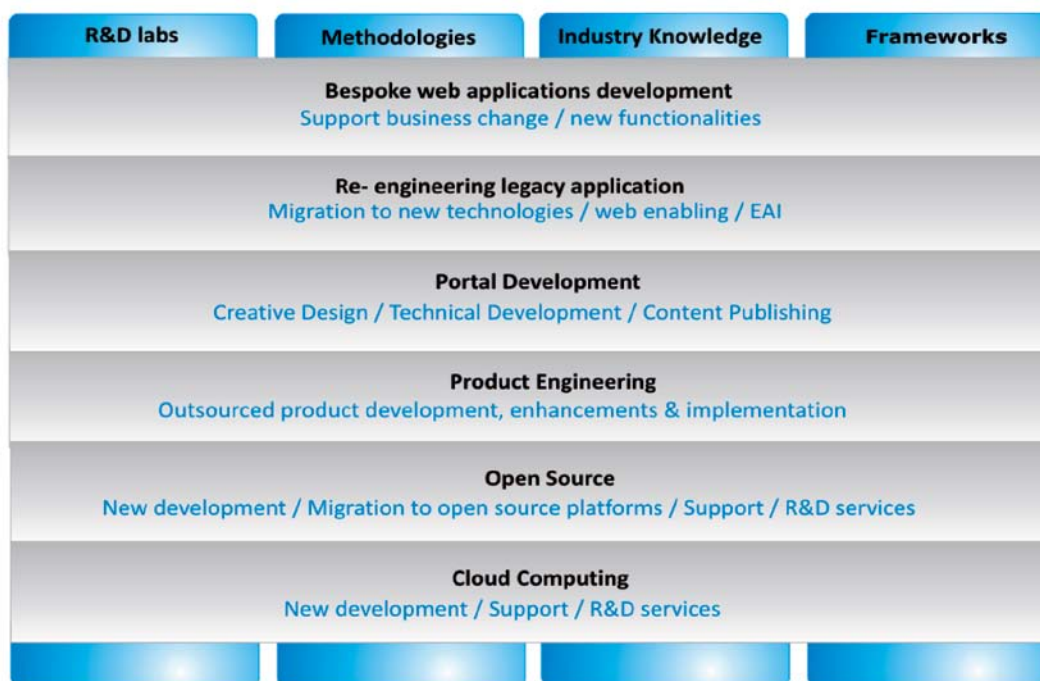 R&D labs
Methodologies
Industry Knowledge
Frameworks
Bespoke web applications development
Support business change / new functionalities
Re- engineering legacy application
Migration to new technologies / web enabling / EAI
Portal Development
Creative Design / Technical Development / Content Publishing
Product Engineering
Outsourced product development, enhancements & implementation
Open Source
New development / Migration to open source platforms / Support / R&D services
Cloud Computing
New development / Support / R&D services